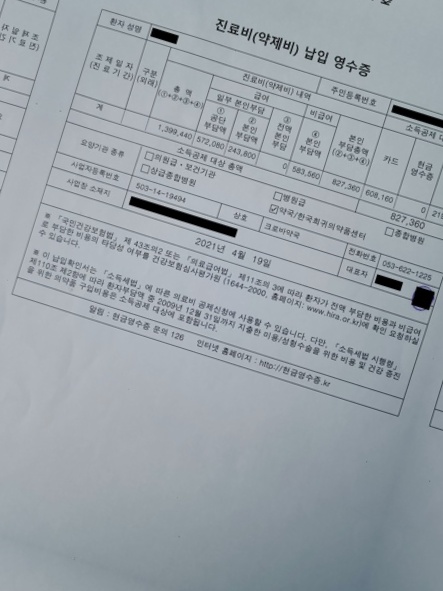 진료비(약제비) 납입 영수증
환자 성명
주민등록번호
조제일자
(진료기간)
구분
(외래)
진료비(약제비) 내역
총 액
(①+②+③+④)
급여
비급여
일부 본인부담
①
공단
부담액
②
본인
부담액
③
전액
본인
부담
④
본인
부담액
본인
부담총액
(②+③+④)
카드
현금
영수증
계
1,399,440
572,080
243,800
0
583,560
827,360
608,160
0
소득공제 대상 총액
827,360
요양기관 종류
□의원급·보건기관
□병원급
□종합병원
□상급종합병원
☑약국/한국희귀의약품센터
사업자등록번호
503-14-19494
상호
크로바약국
전화번호
053-622-1225
사업장 소재지
대표자
2021년 4월 19일
※ 「국민건강보험법」 제 43조의2 또는 「의료급여법」 제11조의 3에 따라 환자가 전액 부담한 비용과 비급여
로 부담한 비용의 타당성 여부를 건강보험심사평가원 (1644-2000, 홈페이지: www.hira.or.kr)에 확인 요청하실
수 있습니다.
※ 이 납입확인서는 「소득세법」에 따른 의료비 공제신청에 사용할 수 있습니다. 다만, 「소득세법 시행령」
제110조 제2항에 따라 환자부담액 중 2009년 12월 31일까지 지출한 미용/성형수술을 위한 비용 및 건강 증진
을 위한 의약품 구입비용은 소득공제 대상에 포함됩니다.
알림 : 현금영수증 문의 126 인터넷 홈페이지 : http://현금영수증.kr